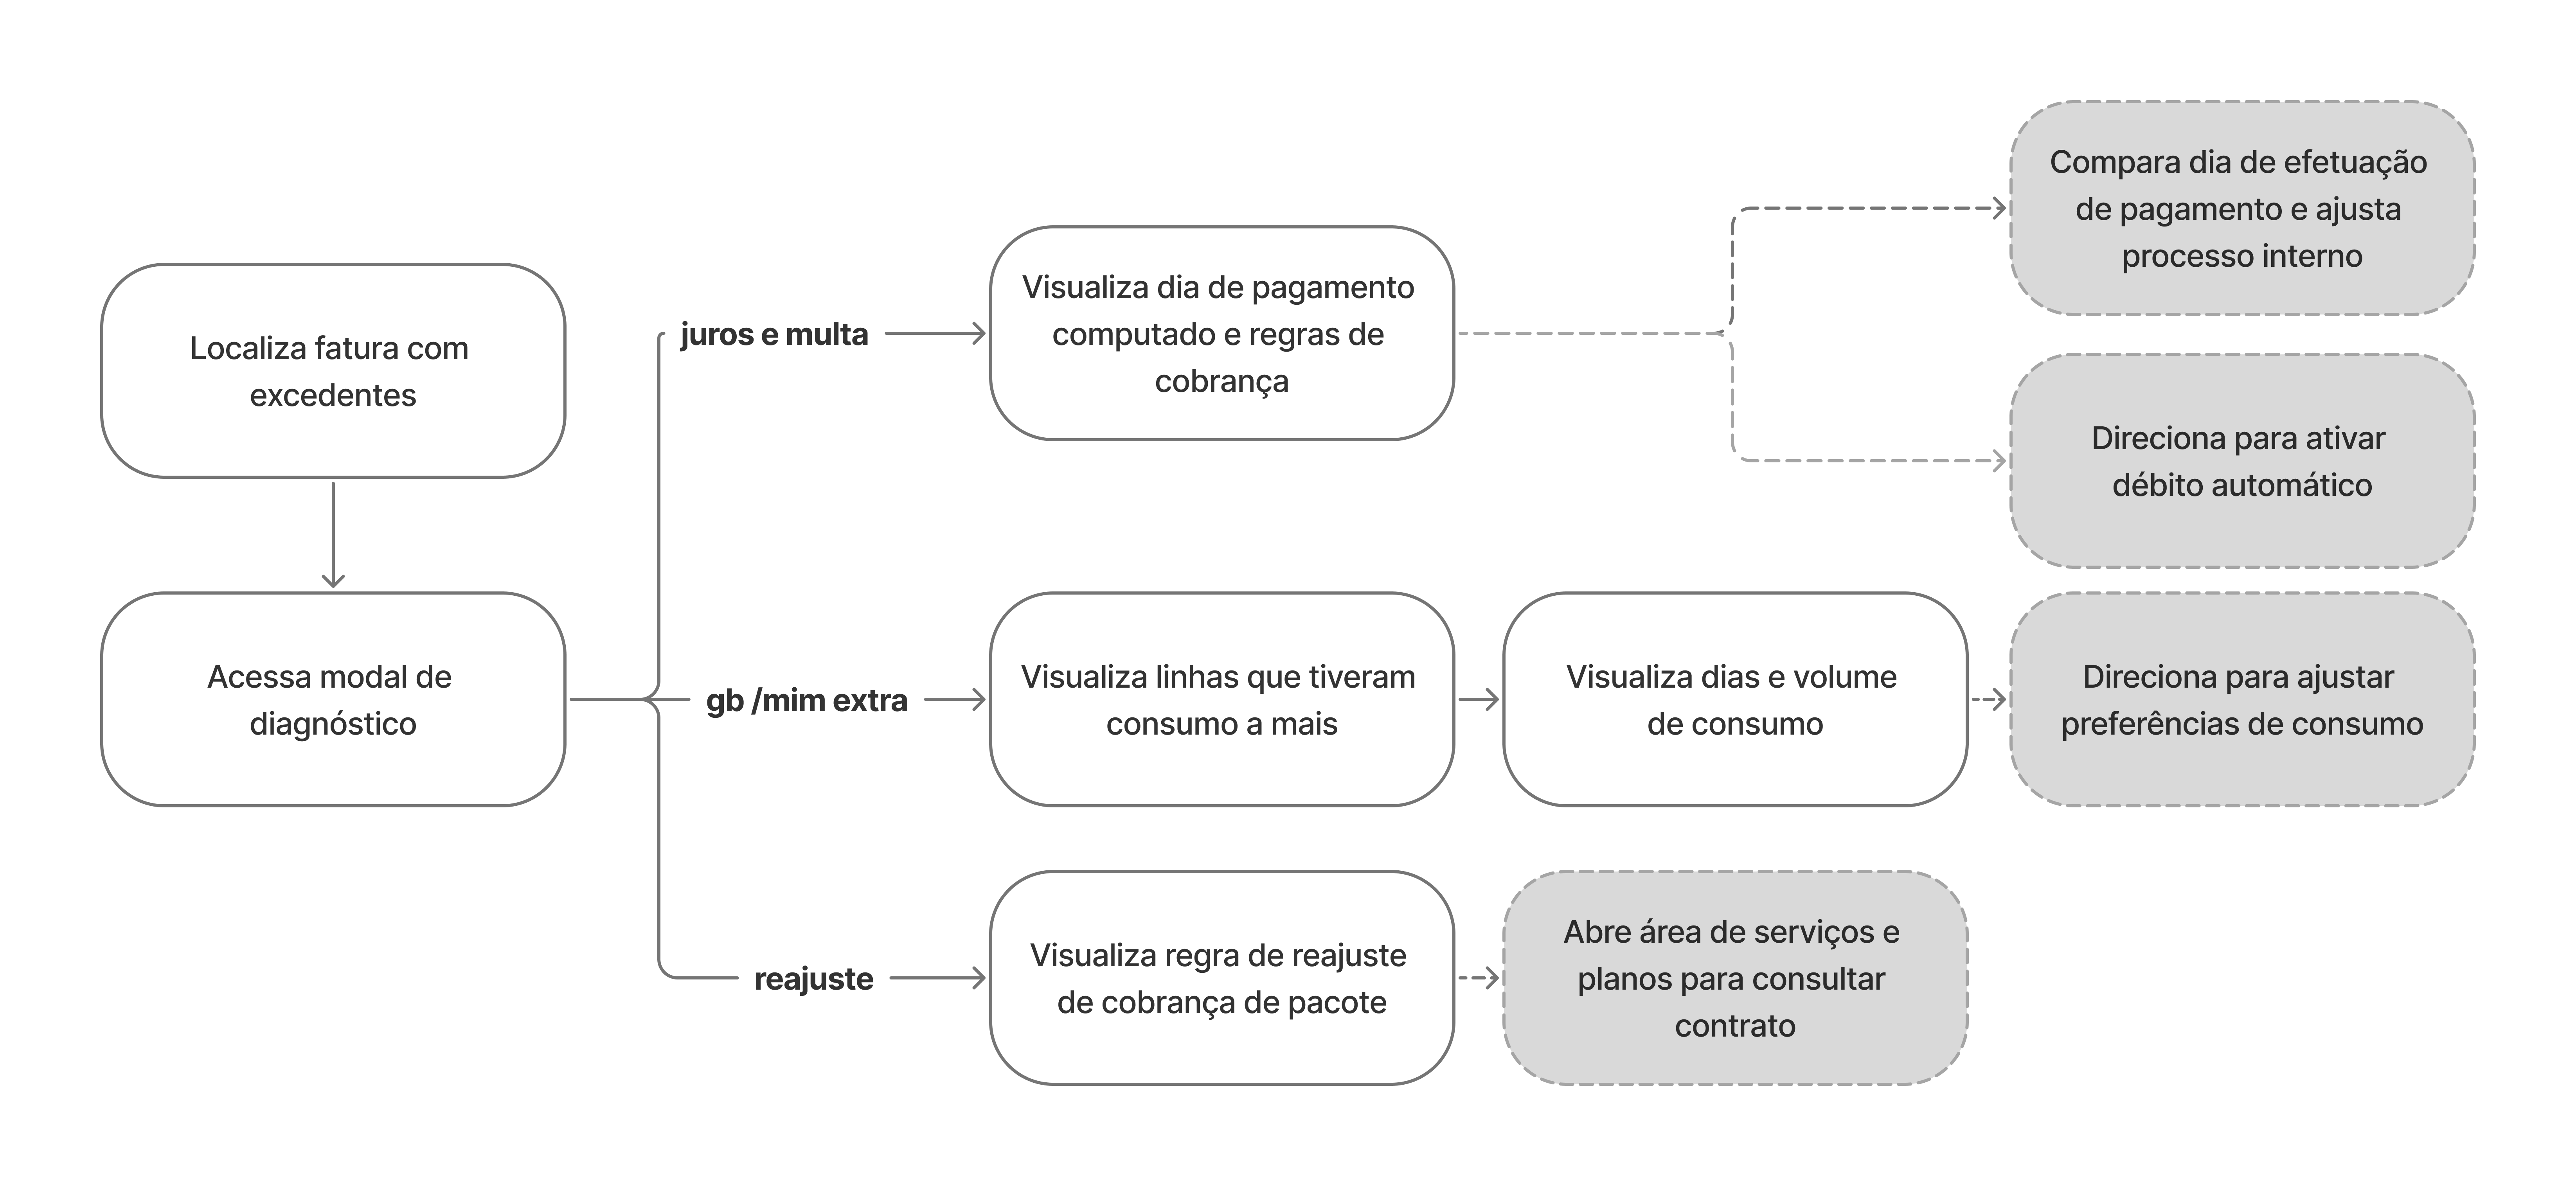 Localiza fatura com
excedentes
Acessa modal de
diagnóstico
juros e multa
Visualiza dia de pagamento
computado e regras de
cobrança
Compara dia de efetuação
de pagamento e ajusta
processo interno
Direciona para ativar
débito automático
gb /mim extra
Visualiza linhas que tiveram
consumo a mais
Visualiza dias e volume
de consumo
Direciona para ajustar
preferências de consumo
reajuste
Visualiza regra de reajuste
de cobrança de pacote
Abre área de serviços e
planos para consultar
contrato